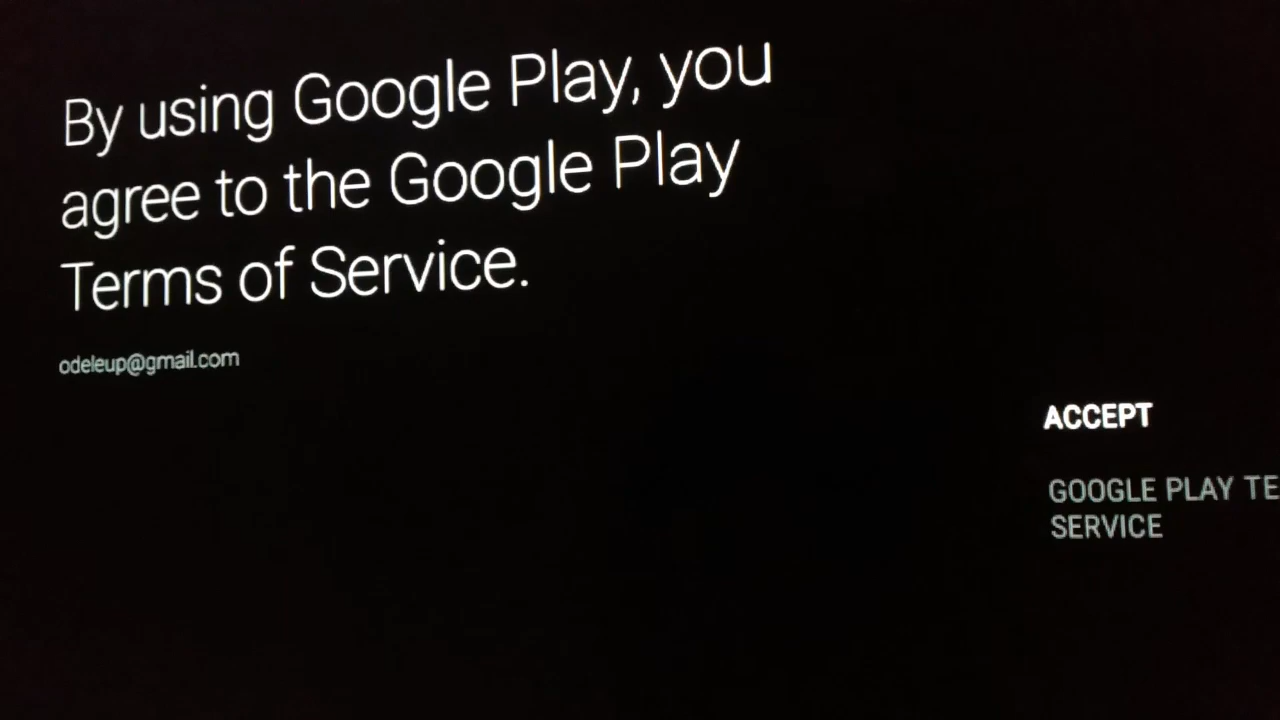 By using Google Play, you
agree to the Google Play
Terms of Service.
odeleup@gmail.com
ACCEPT
GOOGLE PLAY TE
SERVICE